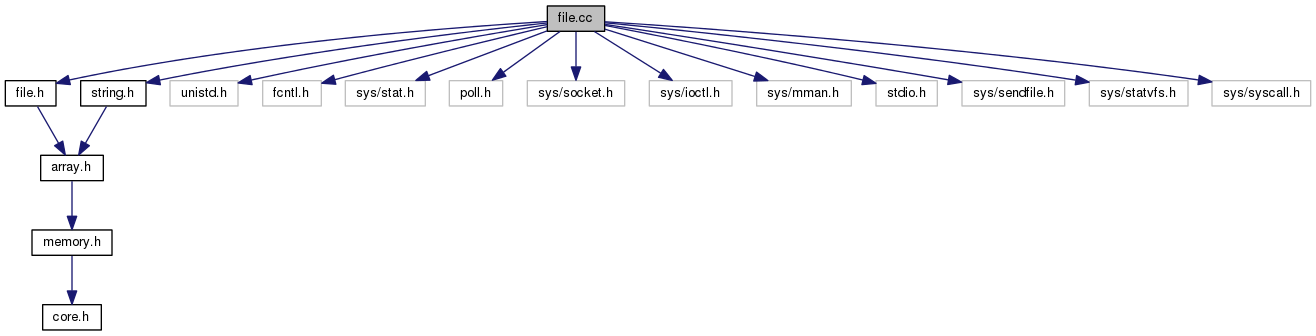 file.cc
file.h
string.h
unistd.h
fcntl.h
sys/stat.h
poll.h
sys/socket.h
sys/ioctl.h
sys/mman.h
stdio.h
sys/sendfile.h
sys/statvfs.h
sys/syscall.h
array.h
memory.h
core.h